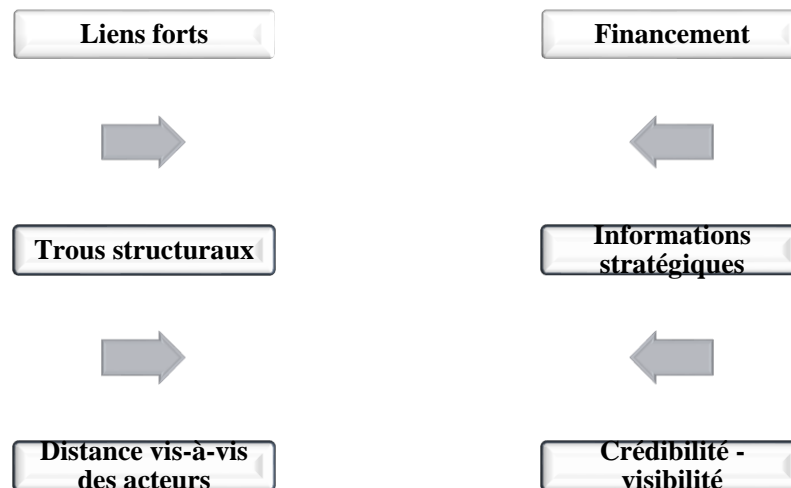 Liens forts
Financement
Trous structuraux
Informations
stratégiques
Distance vis-à-vis
des acteurs
Crédibilité -
visibilité